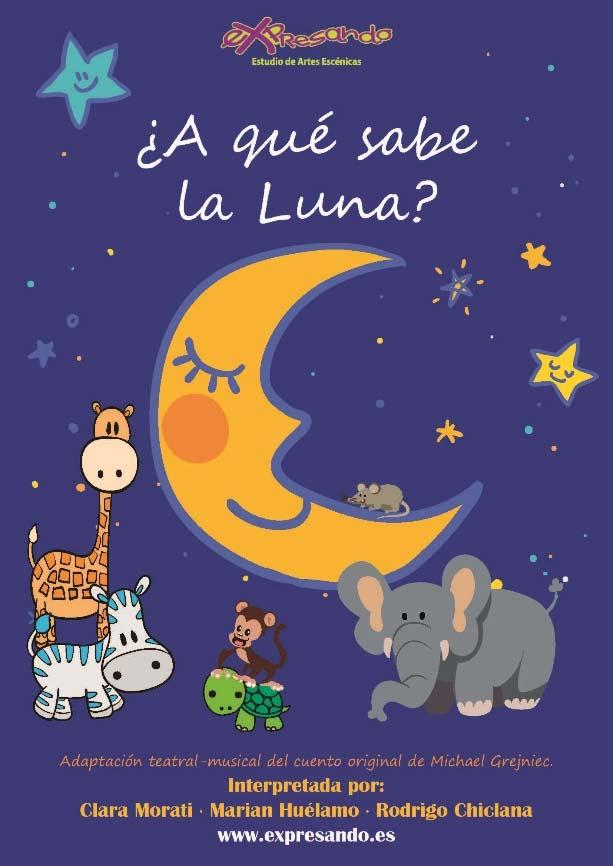 eXPresando
Estudio de Artes Escénicas
¿A qué sabe
la Luna?
Adaptación teatral-musical del cuento original de Michael Grejniec.
Interpretada por:
Clara Morati · Marian Huélamo · Rodrigo Chiclana
www.expresando.es